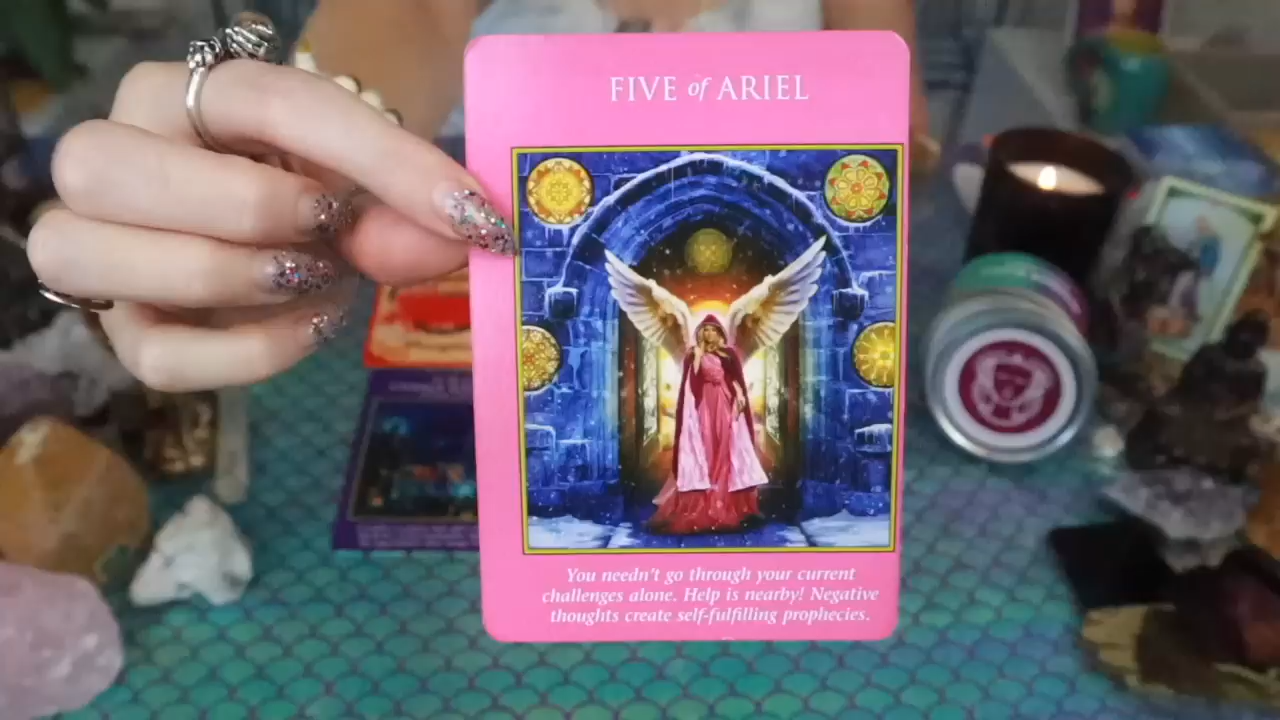 FIVE of ARIEL
You needn't go through your current
challenges alone. Help is nearby! Negative
thoughts create self-fulfilling prophecies.